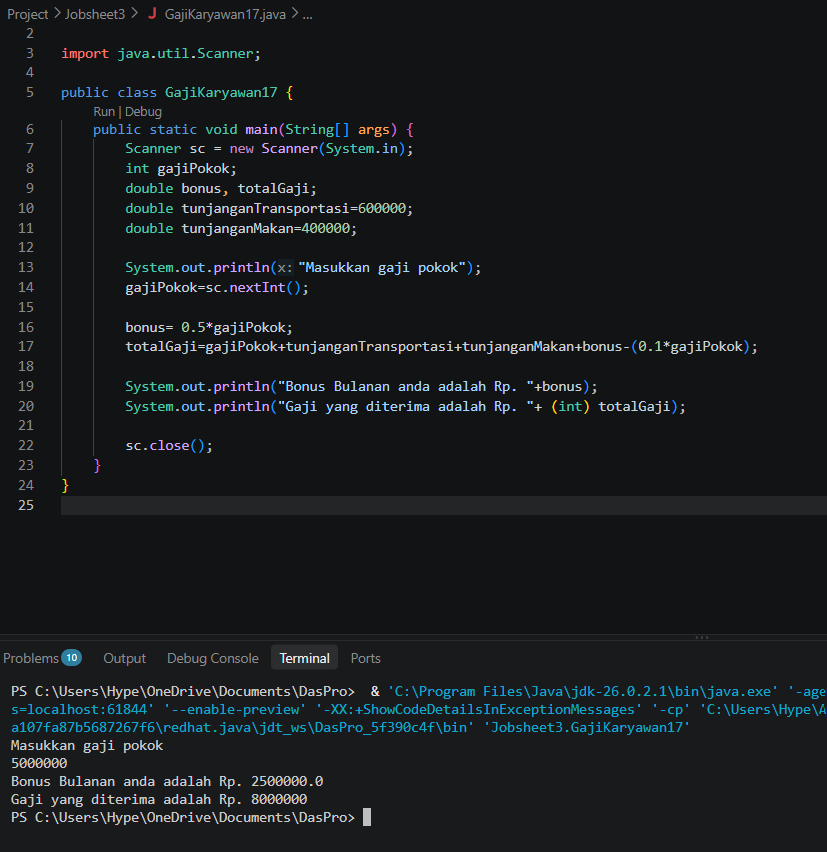 Project > Jobsheet3 > J GajiKaryawan17.java > ...
2
3 import java.util.Scanner;
4
5 public class GajiKaryawan17 {
Run | Debug
6     public static void main(String[] args) {
7         Scanner sc = new Scanner(System.in);
8         int gajiPokok;
9         double bonus, totalGaji;
10         double tunjanganTransportasi=600000;
11         double tunjanganMakan=400000;
12
13         System.out.println(x: "Masukkan gaji pokok");
14         gajiPokok=sc.nextInt();
15
16         bonus= 0.5*gajiPokok;
17         totalGaji=gajiPokok+tunjanganTransportasi+tunjanganMakan+bonus-(0.1*gajiPokok);
18
19         System.out.println("Bonus Bulanan anda adalah Rp. "+bonus);
20         System.out.println("Gaji yang diterima adalah Rp. "+ (int) totalGaji);
21
22         sc.close();
23     }
24 }
25
Problems 10 Output Debug Console Terminal Ports
PS C:\Users\Hype\OneDrive\Documents\DasPro>  & 'C:\Program Files\Java\jdk-26.0.2.1\bin\java.exe' '-age
s=localhost:61844' '--enable-preview' '-XX:+ShowCodeDetailsInExceptionMessages' '-cp' 'C:\Users\Hype\A
a107fa87b5687267f6\redhat.java\jdt_ws\DasPro_5f390c4f\bin' 'Jobsheet3.GajiKaryawan17'
Masukkan gaji pokok
5000000
Bonus Bulanan anda adalah Rp. 2500000.0
Gaji yang diterima adalah Rp. 8000000
PS C:\Users\Hype\OneDrive\Documents\DasPro>